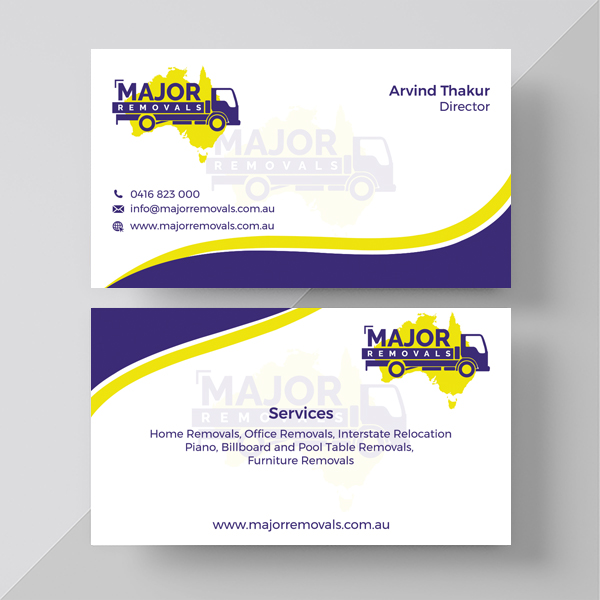 MAJOR
REMOVALS
Arvind Thakur
Director
MAJOR
REMOVALS
0416 823 000
info@majorremovals.com.au
www.majorremovals.com.au
MAJOR
REMOVALS
MAJOR
REMOVALS
Services
Home Removals, Office Removals, Interstate Relocation
Piano, Billboard and Pool Table Removals,
Furniture Removals
www.majorremovals.com.au